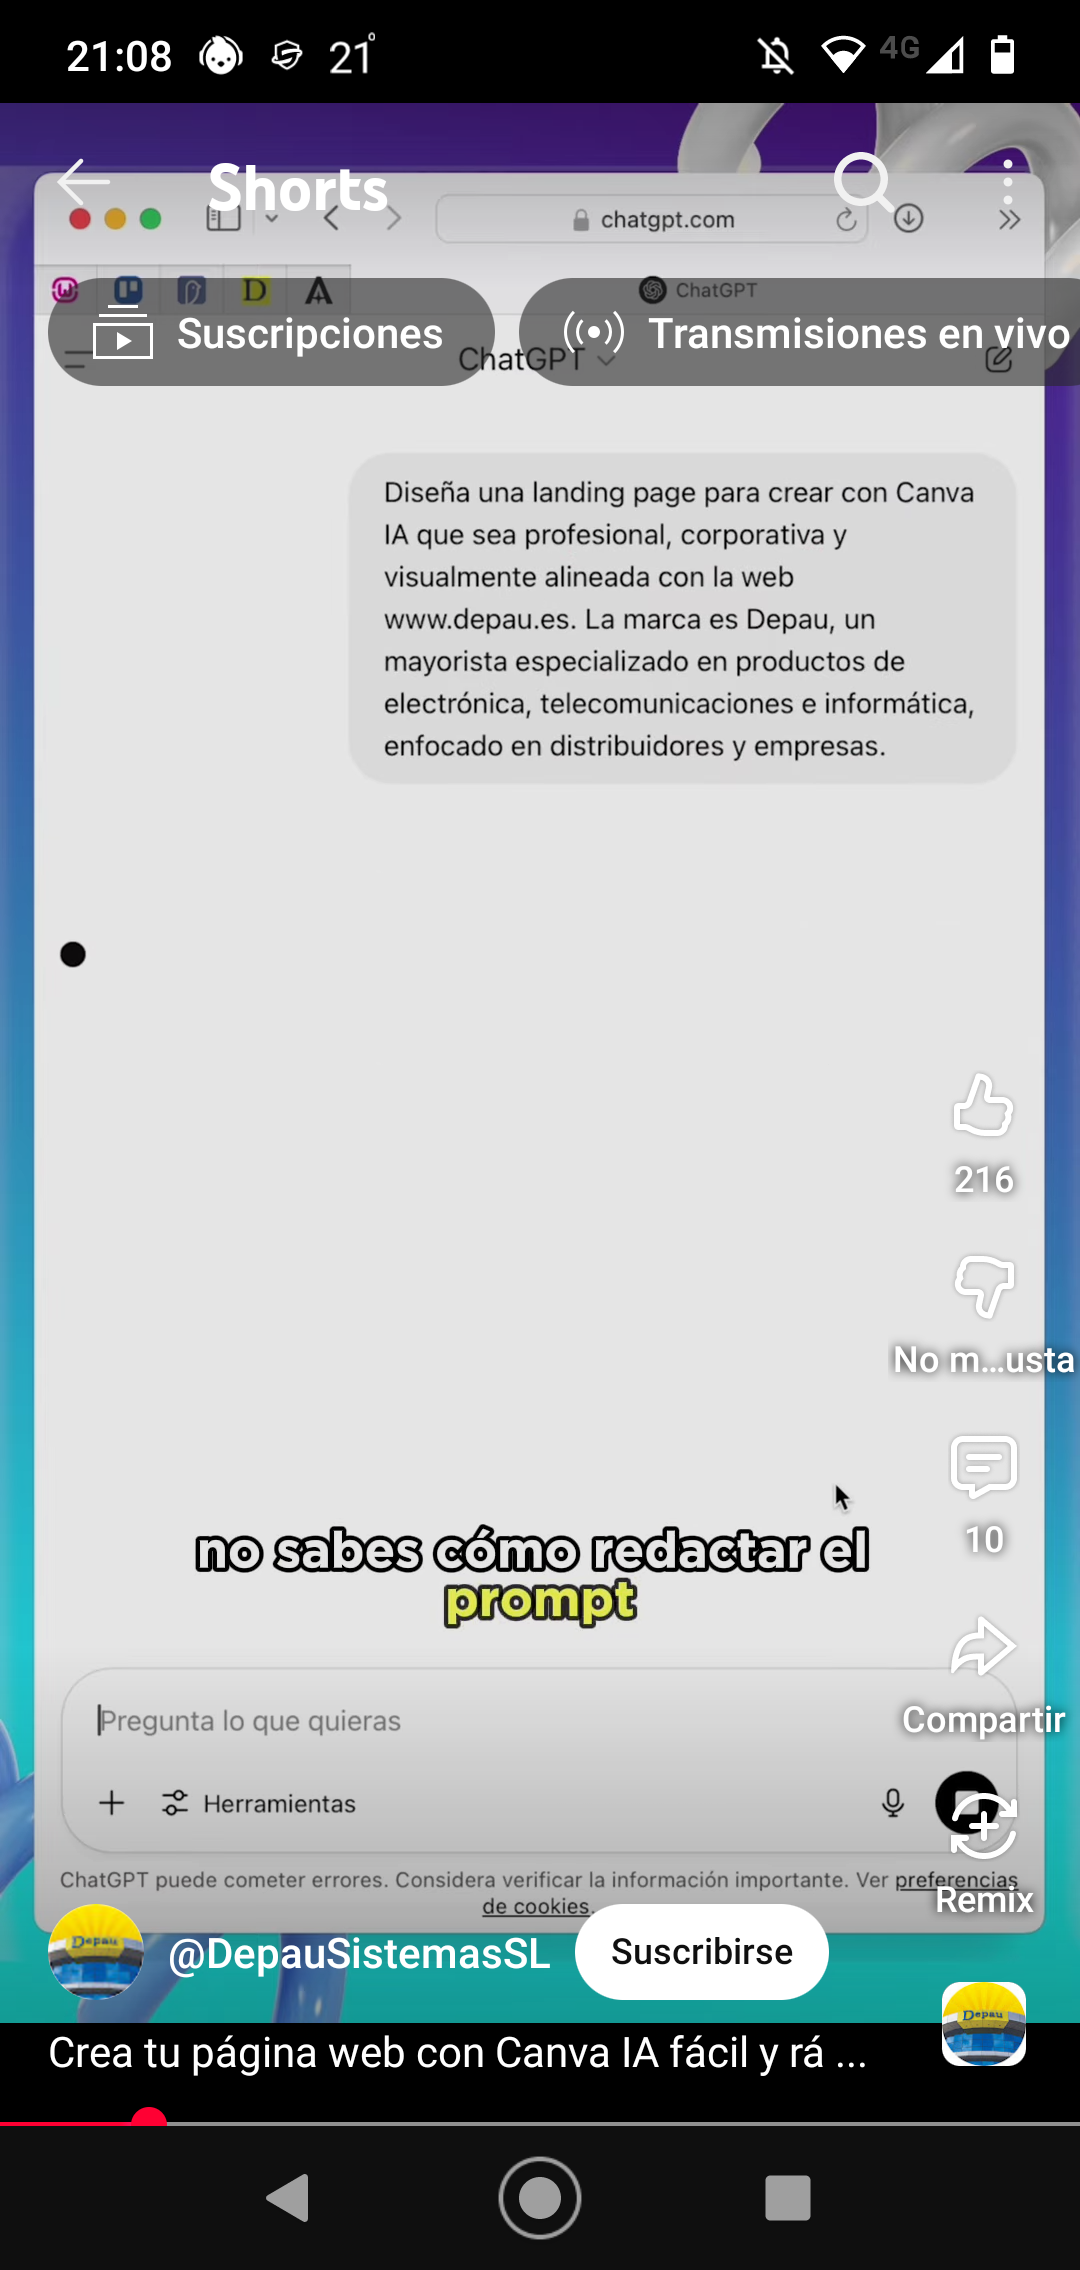 21:08 21° 4G
Shorts
chatgpt.com
D A ChatGPT
Suscripciones
Transmisiones en vivo
ChatGPT
Diseña una landing page para crear con Canva
IA que sea profesional, corporativa y
visualmente alineada con la web
www.depau.es. La marca es Depau, un
mayorista especializado en productos de
electrónica, telecomunicaciones e informática,
enfocado en distribuidores y empresas.
216
No m...usta
10
no sabes cómo redactar el
prompt
Compartir
Pregunta lo que quieras
Herramientas
ChatGPT puede cometer errores. Considera verificar la información importante. Ver preferencias
de cookies.
Remix
Depau
@DepauSistemasSL
Suscribirse
Depau
Crea tu página web con Canva IA fácil y rá ...